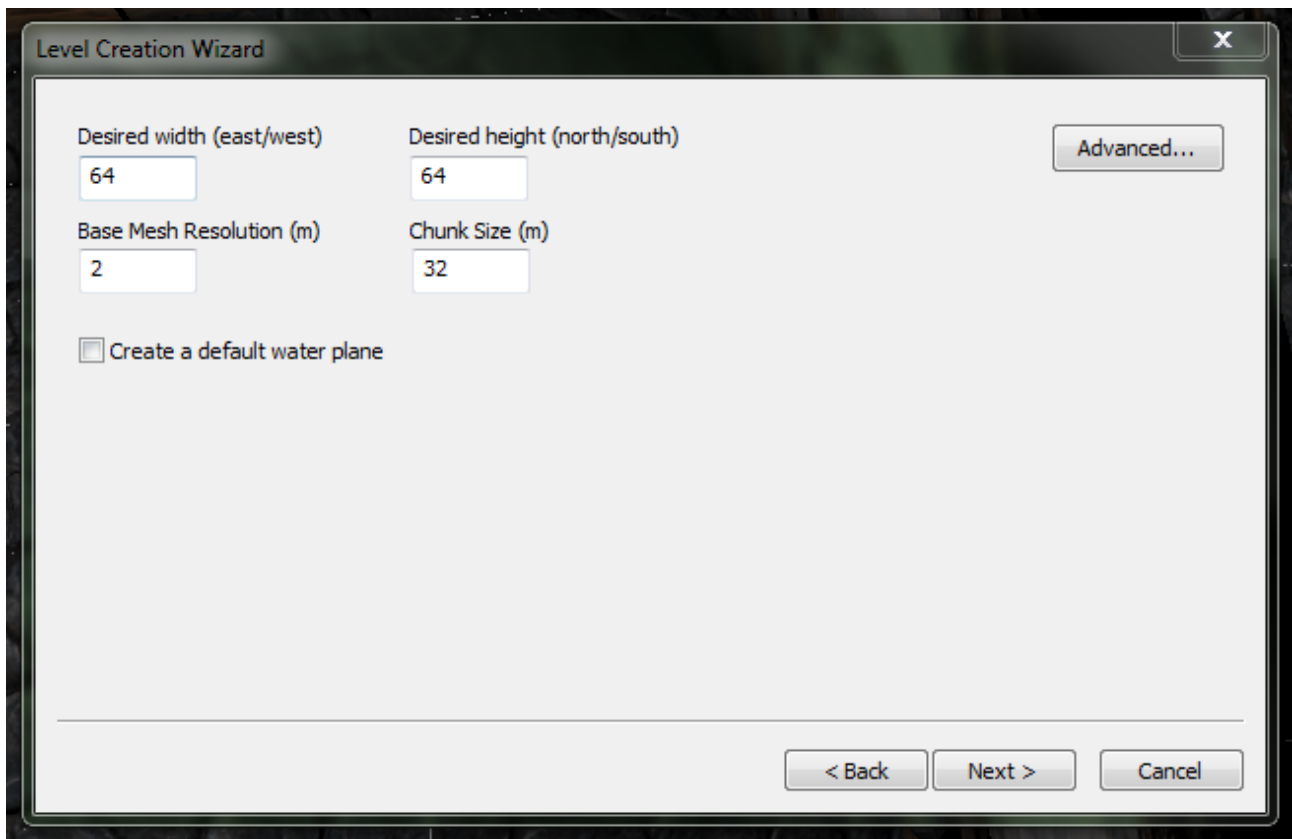 Level Creation Wizard
X
Desired width (east/west) Desired height (north/south) Advanced...
64 64
Base Mesh Resolution (m) Chunk Size (m)
2 32
Create a default water plane
< Back Next > Cancel